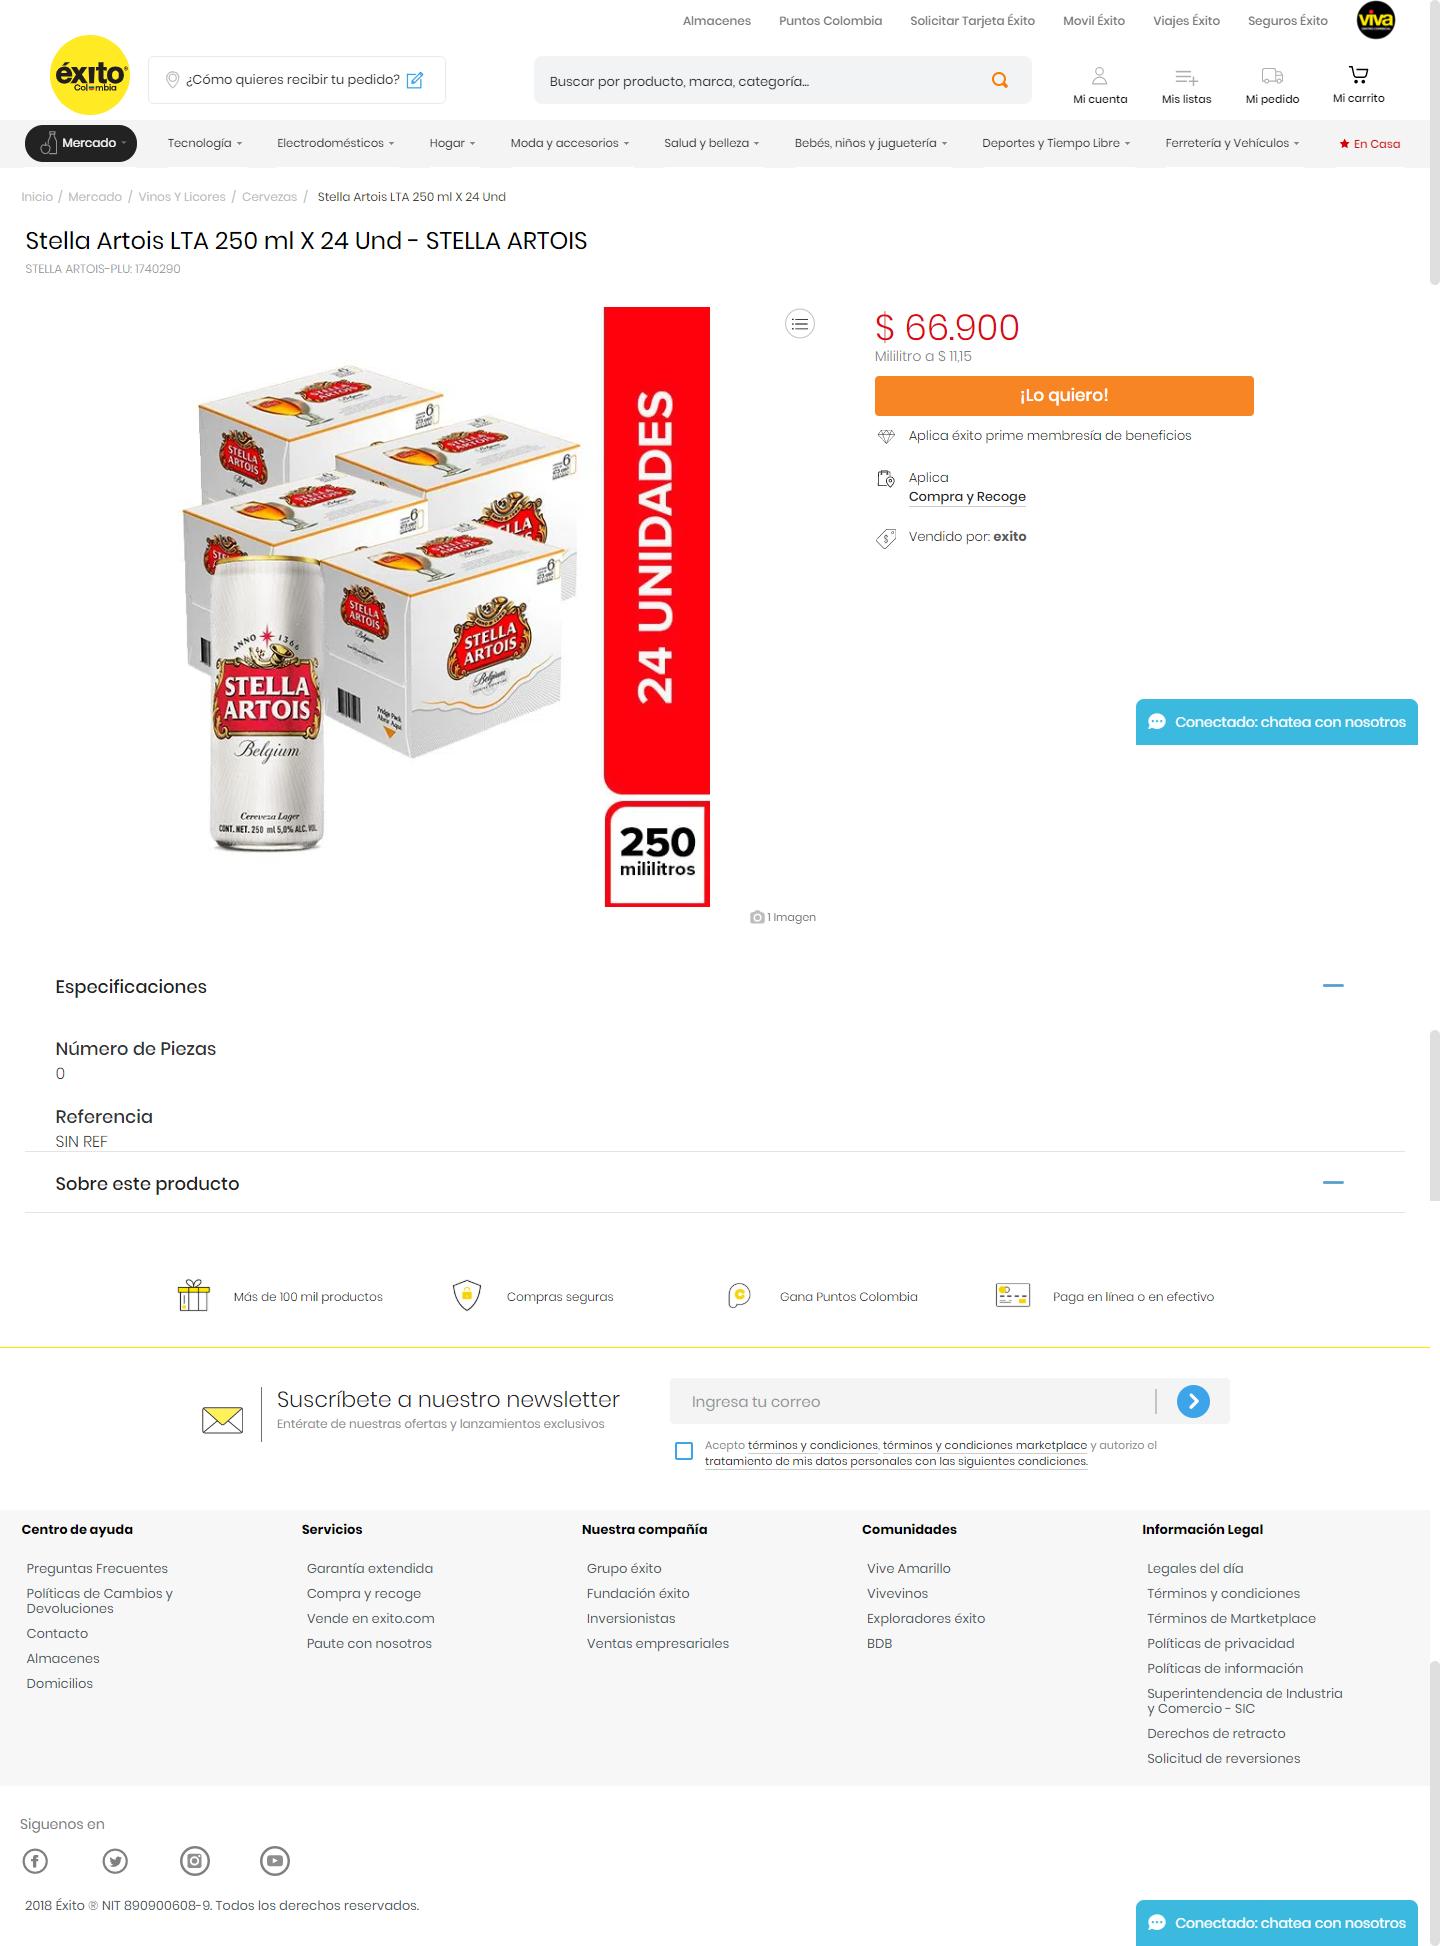 Almacenes
Puntos Colombia
Solicitar Tarjeta Éxito
Movil Éxito
Viajes Éxito
Seguros Éxito
viva
éxito
Colombia
¿Cómo quieres recibir tu pedido?
Buscar por producto, marca, categoría...
Mi cuenta
Mis listas
Mi pedido
Mi carrito
Mercado
Tecnología
Electrodomésticos
Hogar
Moda y accesorios
Salud y belleza
Bebés, niños y juguetería
Deportes y Tiempo Libre
Ferretería y Vehículos
En Casa
Inicio / Mercado / Vinos Y Licores / Cervezas / Stella Artois LTA 250 ml X 24 Und
Stella Artois LTA 250 ml X 24 Und - STELLA ARTOIS
STELLA ARTOIS-PLU: 1740290
STELLA
ARTOIS
Belgium
6
STELLA
ARTOIS
Belgium
Fridge Pack
Abrir Aquí
ANNO 1366
STELLA
ARTOIS
Belgium
Cerveza Lager
CONT. NET. 250 ml 5,0% ALC. VOL.
24 UNIDADES
250
mililitros
1 Imagen
$ 66.900
Mililitro a $ 11,15
¡Lo quiero!
Aplica éxito prime membresía de beneficios
Aplica
Compra y Recoge
Vendido por: exito
Conectado: chatea con nosotros
Especificaciones
Número de Piezas
0
Referencia
SIN REF
Sobre este producto
Más de 100 mil productos
Compras seguras
Gana Puntos Colombia
Paga en línea o en efectivo
Suscríbete a nuestro newsletter
Entérate de nuestras ofertas y lanzamientos exclusivos
Ingresa tu correo
Acepto términos y condiciones, términos y condiciones marketplace y autorizo el
tratamiento de mis datos personales con las siguientes condiciones.
Centro de ayuda
Preguntas Frecuentes
Políticas de Cambios y
Devoluciones
Contacto
Almacenes
Domicilios
Servicios
Garantía extendida
Compra y recoge
Vende en exito.com
Paute con nosotros
Nuestra compañía
Grupo éxito
Fundación éxito
Inversionistas
Ventas empresariales
Comunidades
Vive Amarillo
Vivevinos
Exploradores éxito
BDB
Información Legal
Legales del día
Términos y condiciones
Términos de Martketplace
Políticas de privacidad
Políticas de información
Superintendencia de Industria
y Comercio - SIC
Derechos de retracto
Solicitud de reversiones
Siguenos en
2018 Éxito ® NIT 890900608-9. Todos los derechos reservados.
Conectado: chatea con nosotros